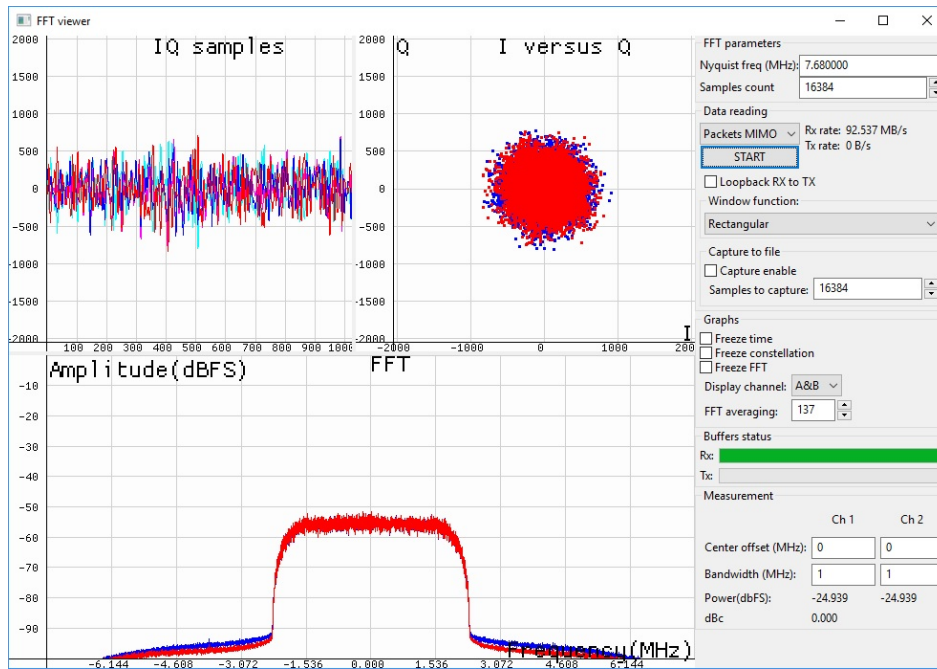 FFT viewer
IQ samples
2000
1500
1000
500
0
-500
-1000
-1500
-2000
100 200 300 400 500 600 700 800 900 1000
Q I versus Q
2000
1500
1000
500
0
-500
-1000
-1500
-2000
I
-2000 -1000 0 1000 200
Amplitude(dBFS) FFT
-10
-20
-30
-40
-50
-60
-70
-80
-90
Frequensy(MHz)
-6.144 -4.608 -3.072 -1.536 0.000 1.536 3.072 4.608 6.144
FFT parameters
Nyquist freq (MHz): 7.680000
Samples count 16384
Data reading
Packets MIMO Rx rate: 92.537 MB/s
Tx rate: 0 B/s
START
Loopback RX to TX
Window function:
Rectangular
Capture to file
Capture enable
Samples to capture: 16384
Graphs
Freeze time
Freeze constellation
Freeze FFT
Display channel: A&B
FFT averaging: 137
Buffers status
Rx:
Tx:
Measurement
Ch 1 Ch 2
Center offset (MHz): 0 0
Bandwidth (MHz): 1 1
Power(dbFS): -24.939 -24.939
dBc 0.000